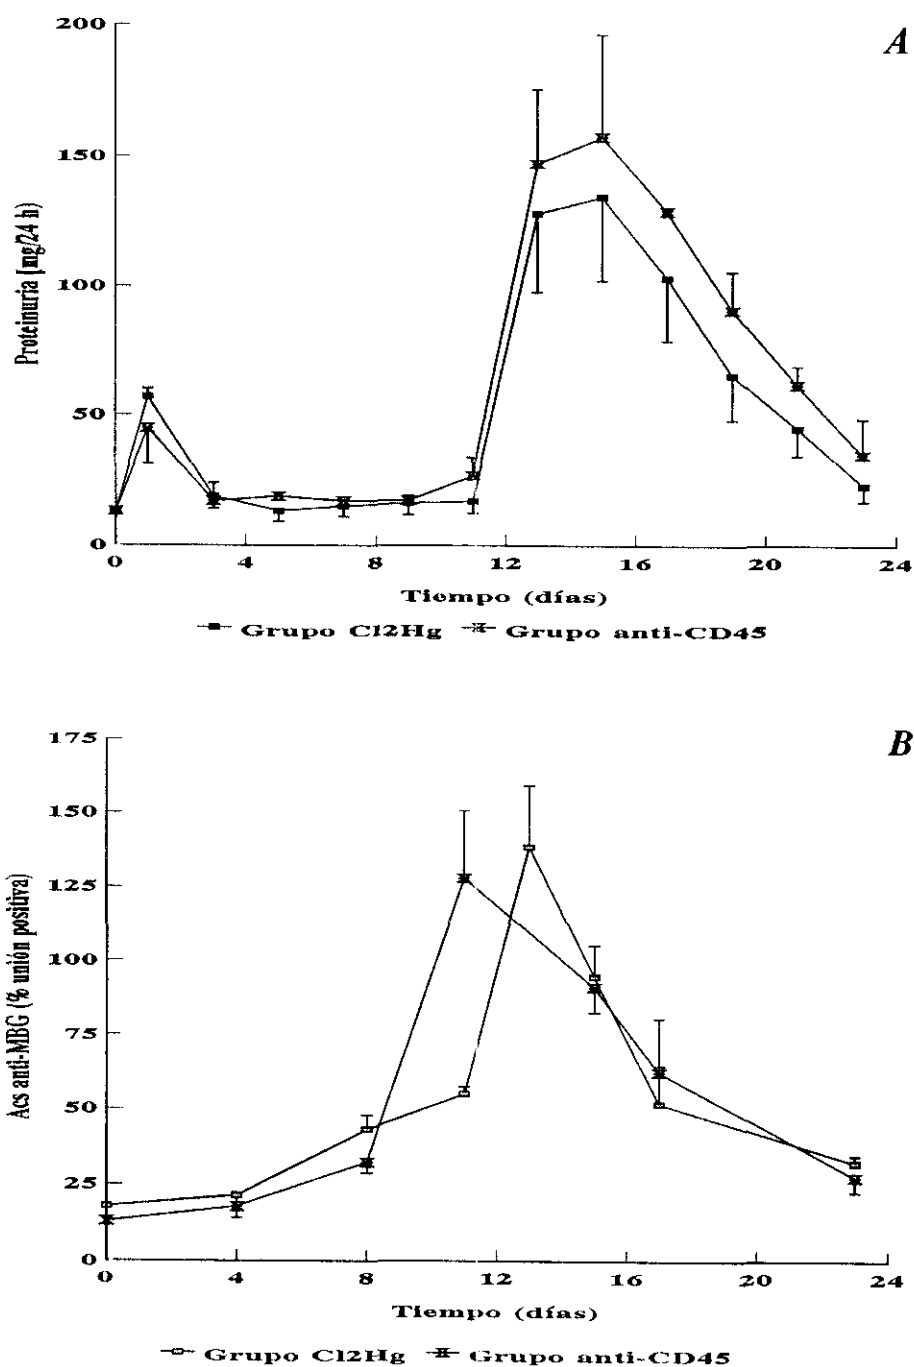 A
200
150
100
50
0
Proteinuria (mg/24 h)
0 4 8 12 16 20 24
Tiempo (días)
Grupo Cl2Hg Grupo anti-CD45
B
175
150
125
100
75
50
25
0
Acs anti-MBG (% unión positiva)
0 4 8 12 16 20 24
Tiempo (días)
Grupo Cl2Hg Grupo anti-CD45